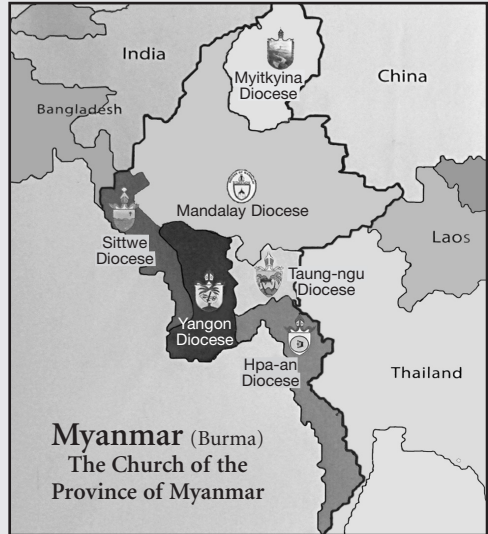 India
Myitkyina
Diocese
China
Bangladesh
Mandalay Diocese
Sittwe
Diocese
Laos
Taung-ngu
Diocese
Yangon
Diocese
Hpa-an
Diocese
Thailand
Myanmar (Burma)
The Church of the
Province of Myanmar